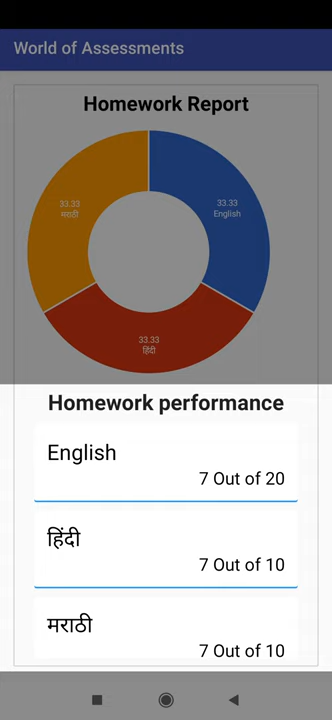 World of Assessments
Homework Report
33.33
मराठी
33.33
English
33.33
हिंदी
Homework performance
English
7 Out of 20
हिंदी
7 Out of 10
मराठी
7 Out of 10